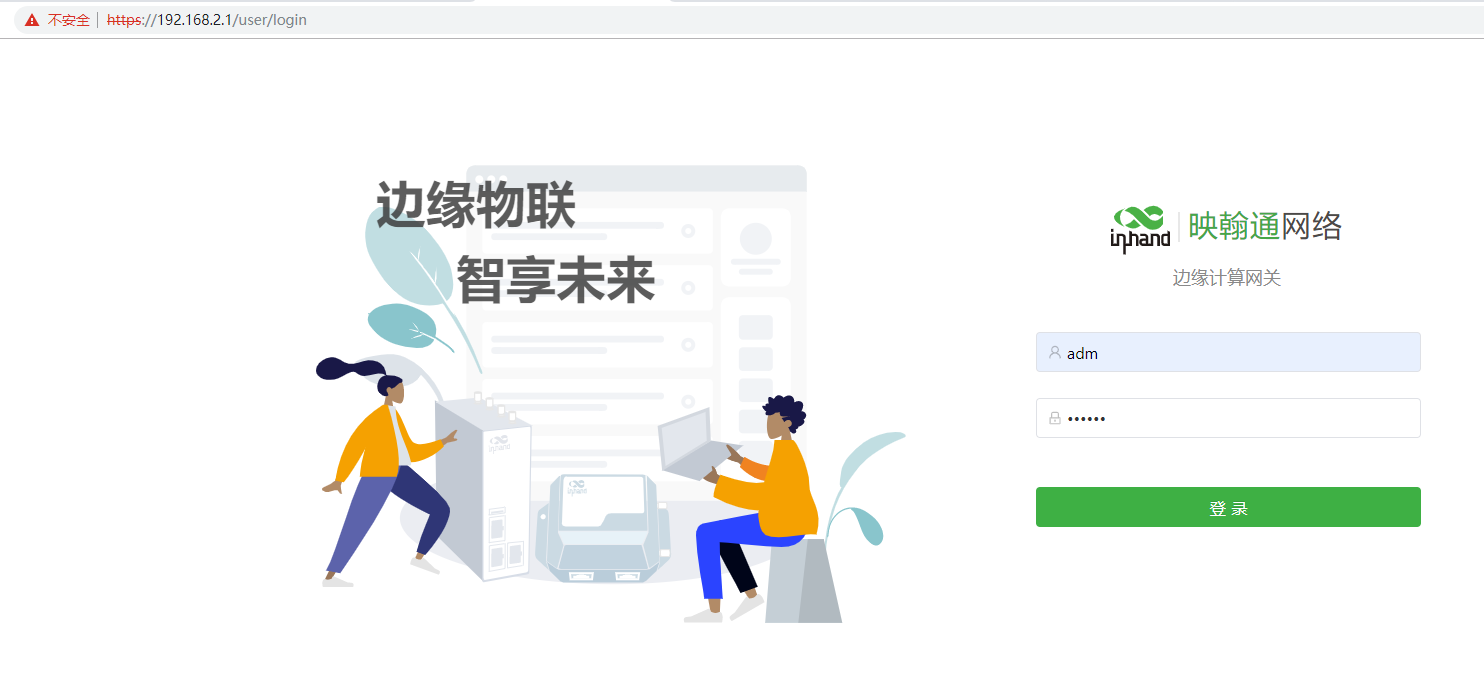 不安全 | https://192.168.2.1/user/login
边缘物联
智享未来
inhand 映翰通网络
边缘计算网关
adm
••••••
登 录
inhand
inhand